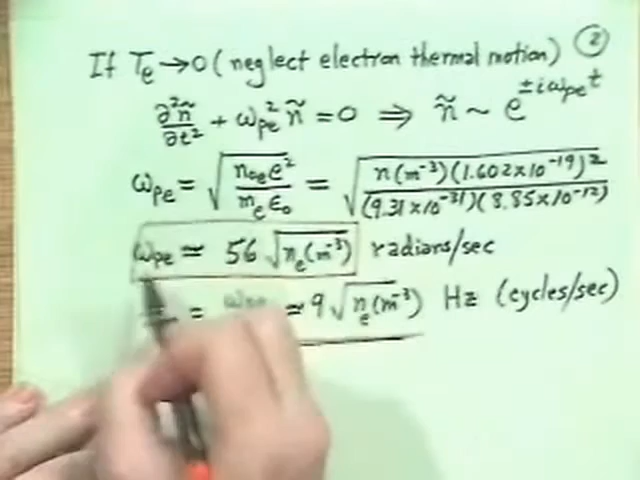 If Te→0 (neglect electron thermal motion) ②
∂²ñ/∂t² + ωpe² ñ = 0 ⇒ ñ ~ e^±iωpet
ωpe = √(n₀e e²/me ε₀) = √(n(m⁻³)(1.602×10⁻¹⁹)²/(9.31×10⁻³¹)(8.85×10⁻¹²))
ωpe ≃ 56 √ne(m⁻³) radians/sec
= ≃ 9 √ne(m⁻³) Hz (cycles/sec)